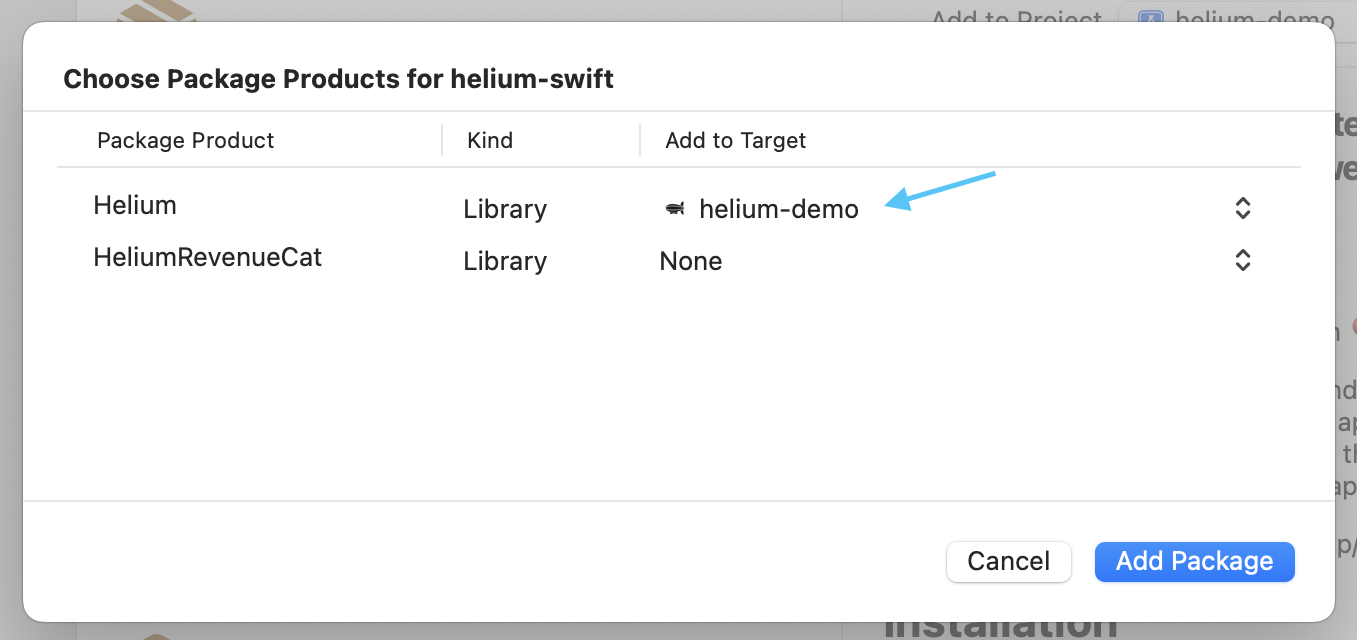 Add to Project helium-demo
Choose Package Products for helium-swift
Package Product Kind Add to Target
Helium Library helium-demo
HeliumRevenueCat Library None
Cancel Add Package
Installation